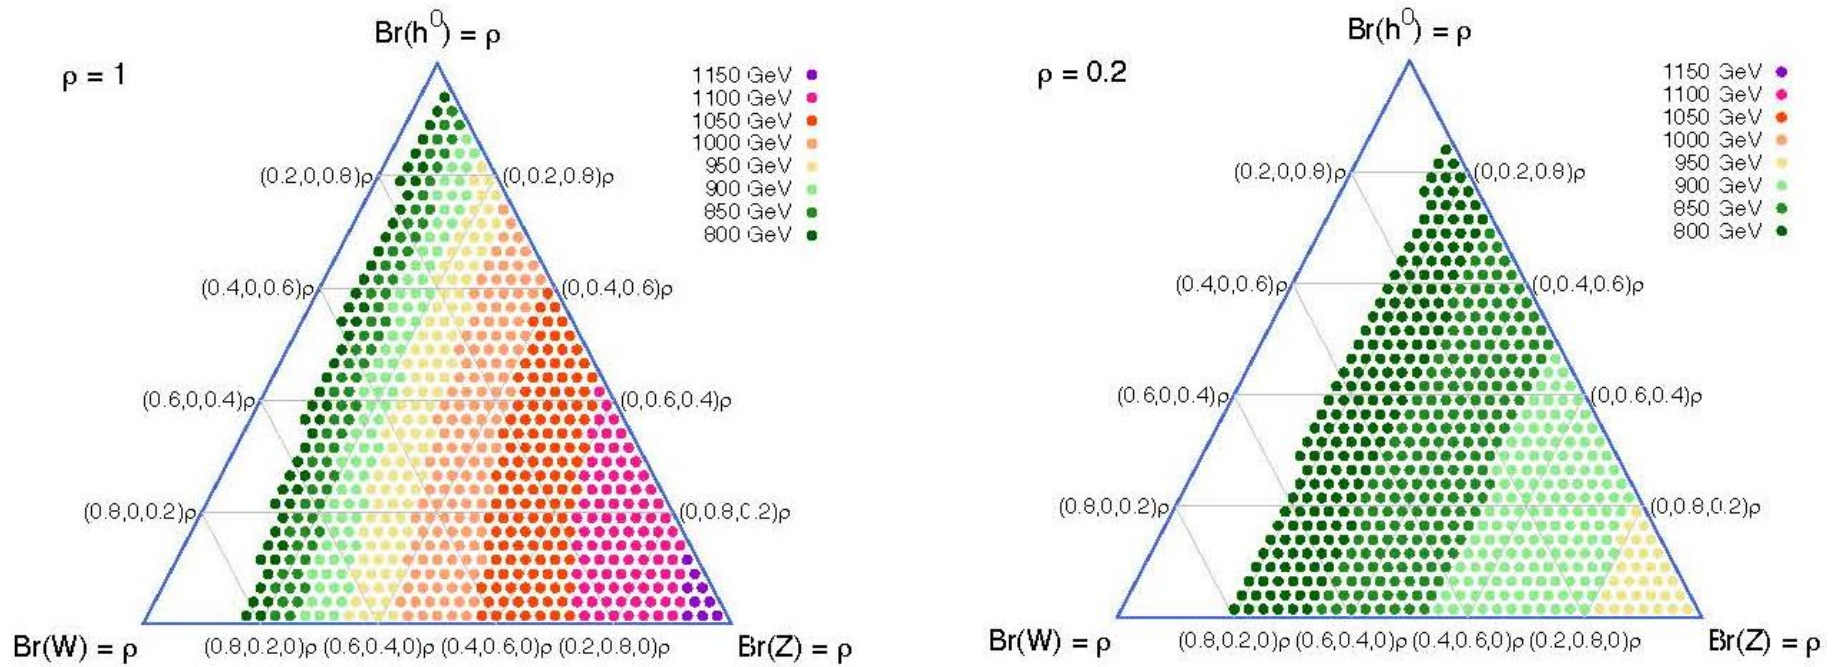 Br(h⁰) = ρ
ρ = 1
1150 GeV
1100 GeV
1050 GeV
1000 GeV
950 GeV
900 GeV
850 GeV
800 GeV
(0.2,0,0.8)ρ
(0,0.2,0.8)ρ
(0.4,0,0.6)ρ
(0,0.4,0.6)ρ
(0.6,0,0.4)ρ
(0,0.6,0.4)ρ
(0.8,0,0.2)ρ
(0,0.8,0.2)ρ
Br(W) = ρ
(0.8,0.2,0)ρ (0.6,0.4,0)ρ (0.4,0.6,0)ρ (0.2,0.8,0)ρ
Br(Z) = ρ
Br(h⁰) = ρ
ρ = 0.2
1150 GeV
1100 GeV
1050 GeV
1000 GeV
950 GeV
900 GeV
850 GeV
800 GeV
(0.2,0,0.8)ρ
(0,0.2,0.8)ρ
(0.4,0,0.6)ρ
(0,0.4,0.6)ρ
(0.6,0,0.4)ρ
(0,0.6,0.4)ρ
(0.8,0,0.2)ρ
(0,0.8,0.2)ρ
Br(W) = ρ
(0.8,0.2,0)ρ (0.6,0.4,0)ρ (0.4,0.6,0)ρ (0.2,0.8,0)ρ
Br(Z) = ρ